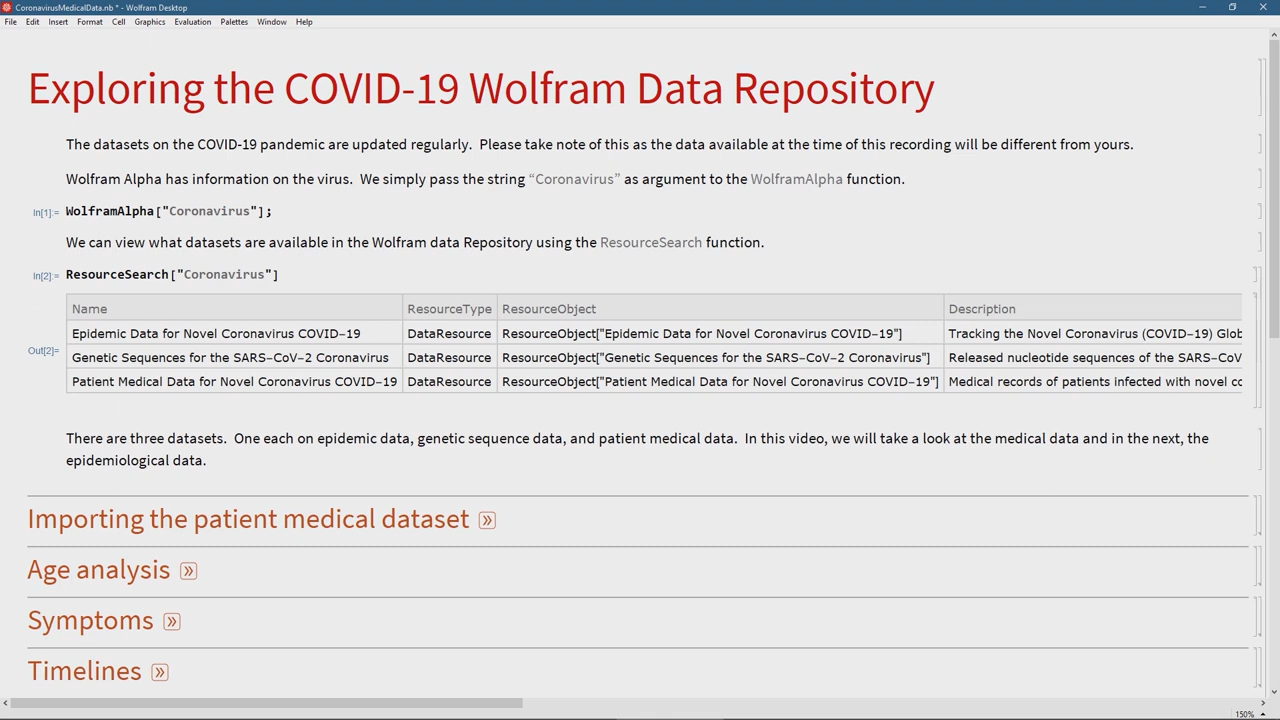 CoronavirusMedicalData.nb * - Wolfram Desktop
File Edit Insert Format Cell Graphics Evaluation Palettes Window Help
Exploring the COVID-19 Wolfram Data Repository
The datasets on the COVID-19 pandemic are updated regularly. Please take note of this as the data available at the time of this recording will be different from yours.
Wolfram Alpha has information on the virus. We simply pass the string “Coronavirus” as argument to the WolframAlpha function.
In[1]:= WolframAlpha["Coronavirus"];
We can view what datasets are available in the Wolfram data Repository using the ResourceSearch function.
In[2]:= ResourceSearch["Coronavirus"]
Name ResourceType ResourceObject Description
Epidemic Data for Novel Coronavirus COVID-19 DataResource ResourceObject["Epidemic Data for Novel Coronavirus COVID-19"] Tracking the Novel Coronavirus (COVID-19) Glob
Out[2]= Genetic Sequences for the SARS-CoV-2 Coronavirus DataResource ResourceObject["Genetic Sequences for the SARS-CoV-2 Coronavirus"] Released nucleotide sequences of the SARS-CoV
Patient Medical Data for Novel Coronavirus COVID-19 DataResource ResourceObject["Patient Medical Data for Novel Coronavirus COVID-19"] Medical records of patients infected with novel co
There are three datasets. One each on epidemic data, genetic sequence data, and patient medical data. In this video, we will take a look at the medical data and in the next, the
epidemiological data.
Importing the patient medical dataset »
Age analysis »
Symptoms »
Timelines »
150%